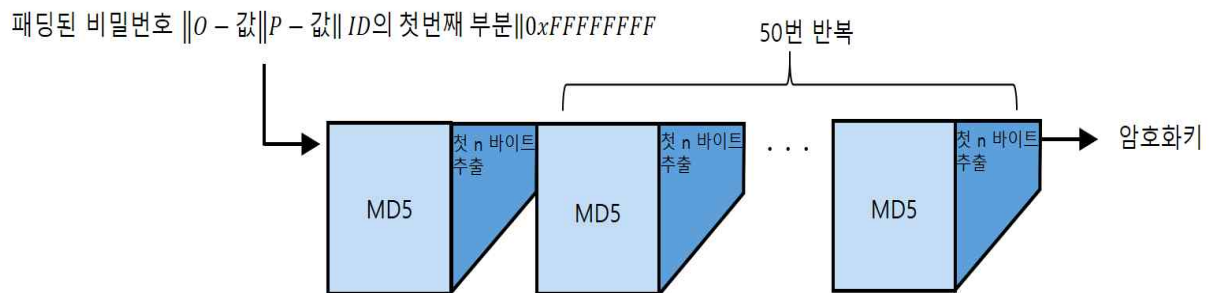 패딩된 비밀번호 ‖O − 값‖P − 값‖ ID의 첫번째 부분‖0xFFFFFFFF
50번 반복
첫 n 바이트
추출
첫 n 바이트
추출
. . .
첫 n 바이트
추출
암호화키
MD5
MD5
MD5